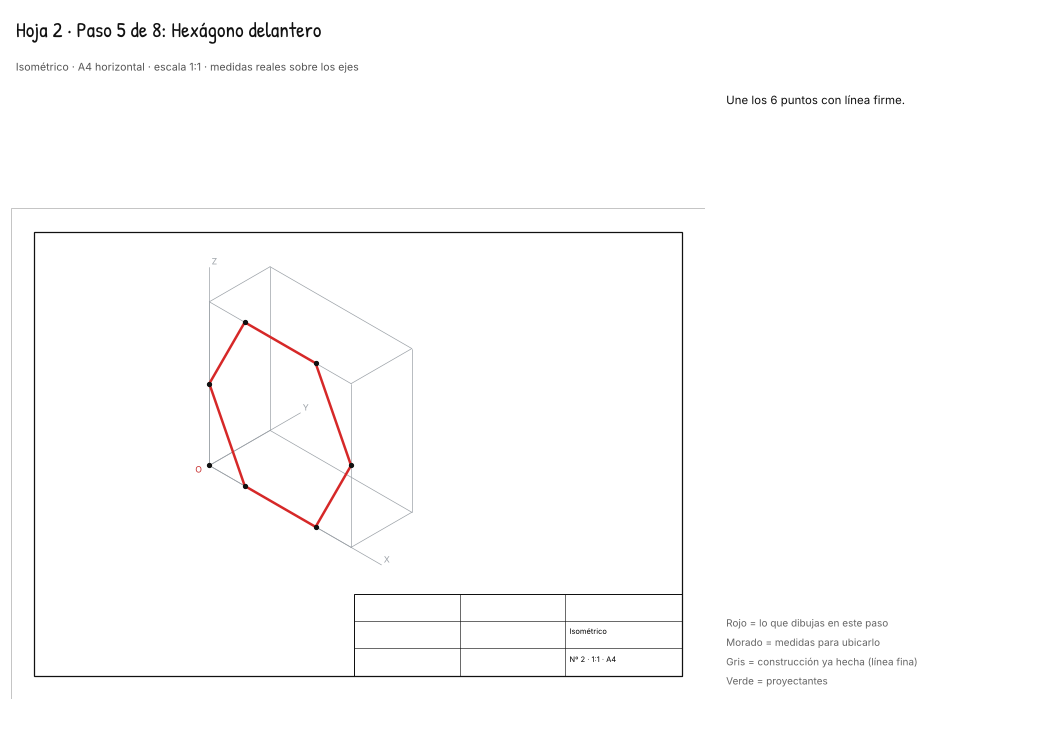 Hoja 2 · Paso 5 de 8: Hexágono delantero
Isométrico · A4 horizontal · escala 1:1 · medidas reales sobre los ejes
Une los 6 puntos con línea firme.
Z
Y
O
X
Isométrico
Nº 2 · 1:1 · A4
Rojo = lo que dibujas en este paso
Morado = medidas para ubicarlo
Gris = construcción ya hecha (línea fina)
Verde = proyectantes